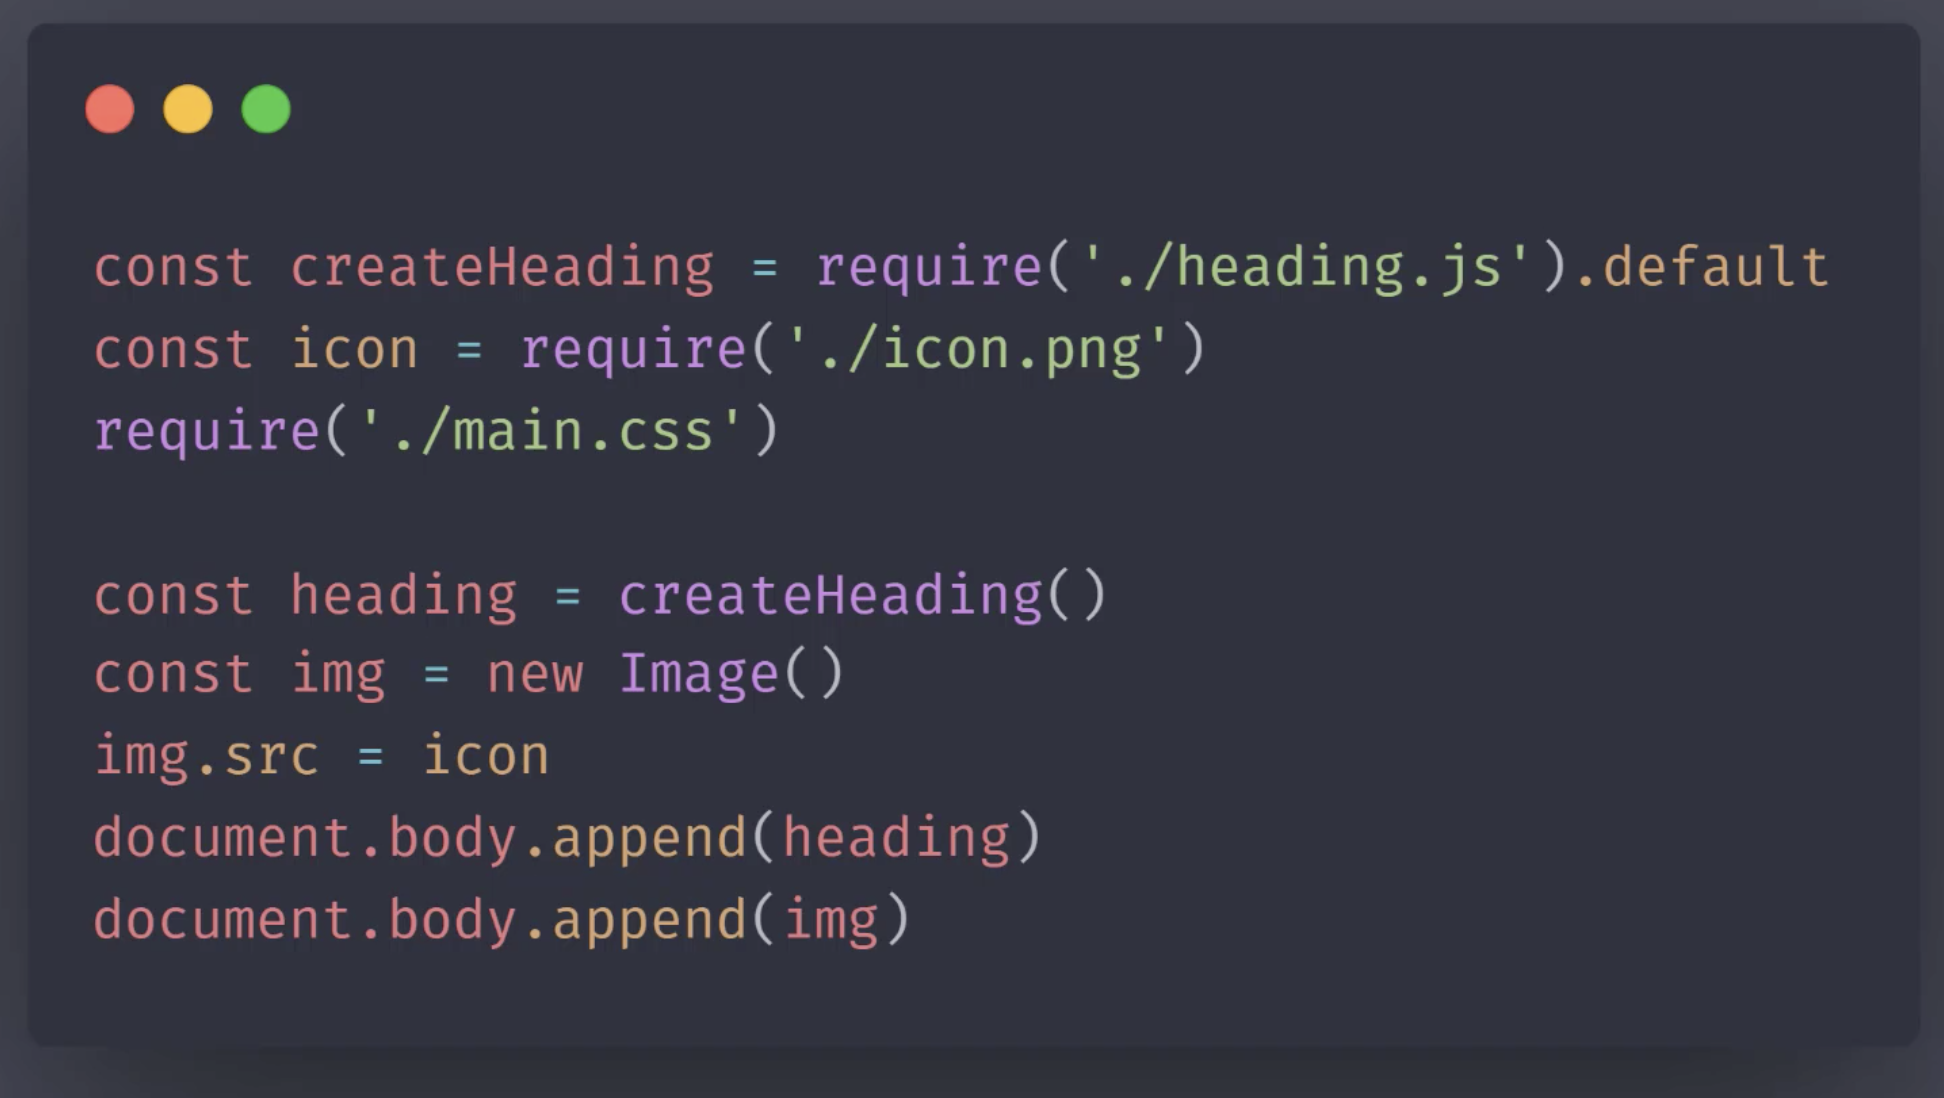 const createHeading = require('./heading.js').default
const icon = require('./icon.png')
require('./main.css')
const heading = createHeading()
const img = new Image()
img.src = icon
document.body.append(heading)
document.body.append(img)